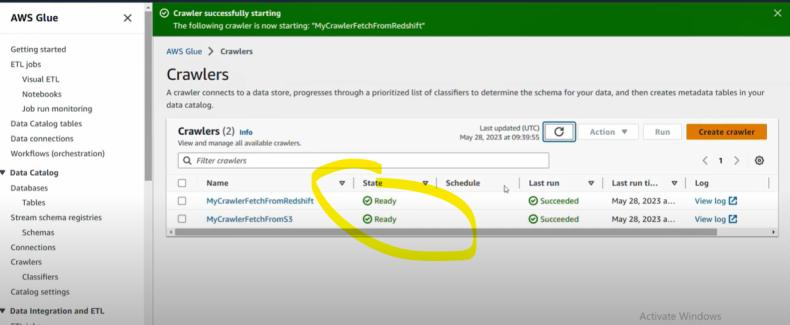 AWS Glue
Getting started
ETL jobs
Visual ETL
Notebooks
Job run monitoring
Data Catalog tables
Data connections
Workflows (orchestration)
Data Catalog
Databases
Tables
Stream schema registries
Schemas
Connections
Crawlers
Classifiers
Catalog settings
Data Integration and ETL
Crawler successfully starting
The following crawler is now starting: "MyCrawlerFetchFromRedshift"
AWS Glue > Crawlers
Crawlers
A crawler connects to a data store, progresses through a prioritized list of classifiers to determine the schema for your data, and then creates metadata tables in your
data catalog.
Crawlers (2) Info
View and manage all available crawlers.
Last updated (UTC)
May 28, 2023 at 09:39:55
Action
Run
Create crawler
Filter crawlers
1
Name State Schedule Last run Last run ti... Log
MyCrawlerFetchFromRedshift Ready Succeeded May 28, 2023 a... View log
MyCrawlerFetchFromS3 Ready Succeeded May 28, 2023 a... View log
Activate Windows